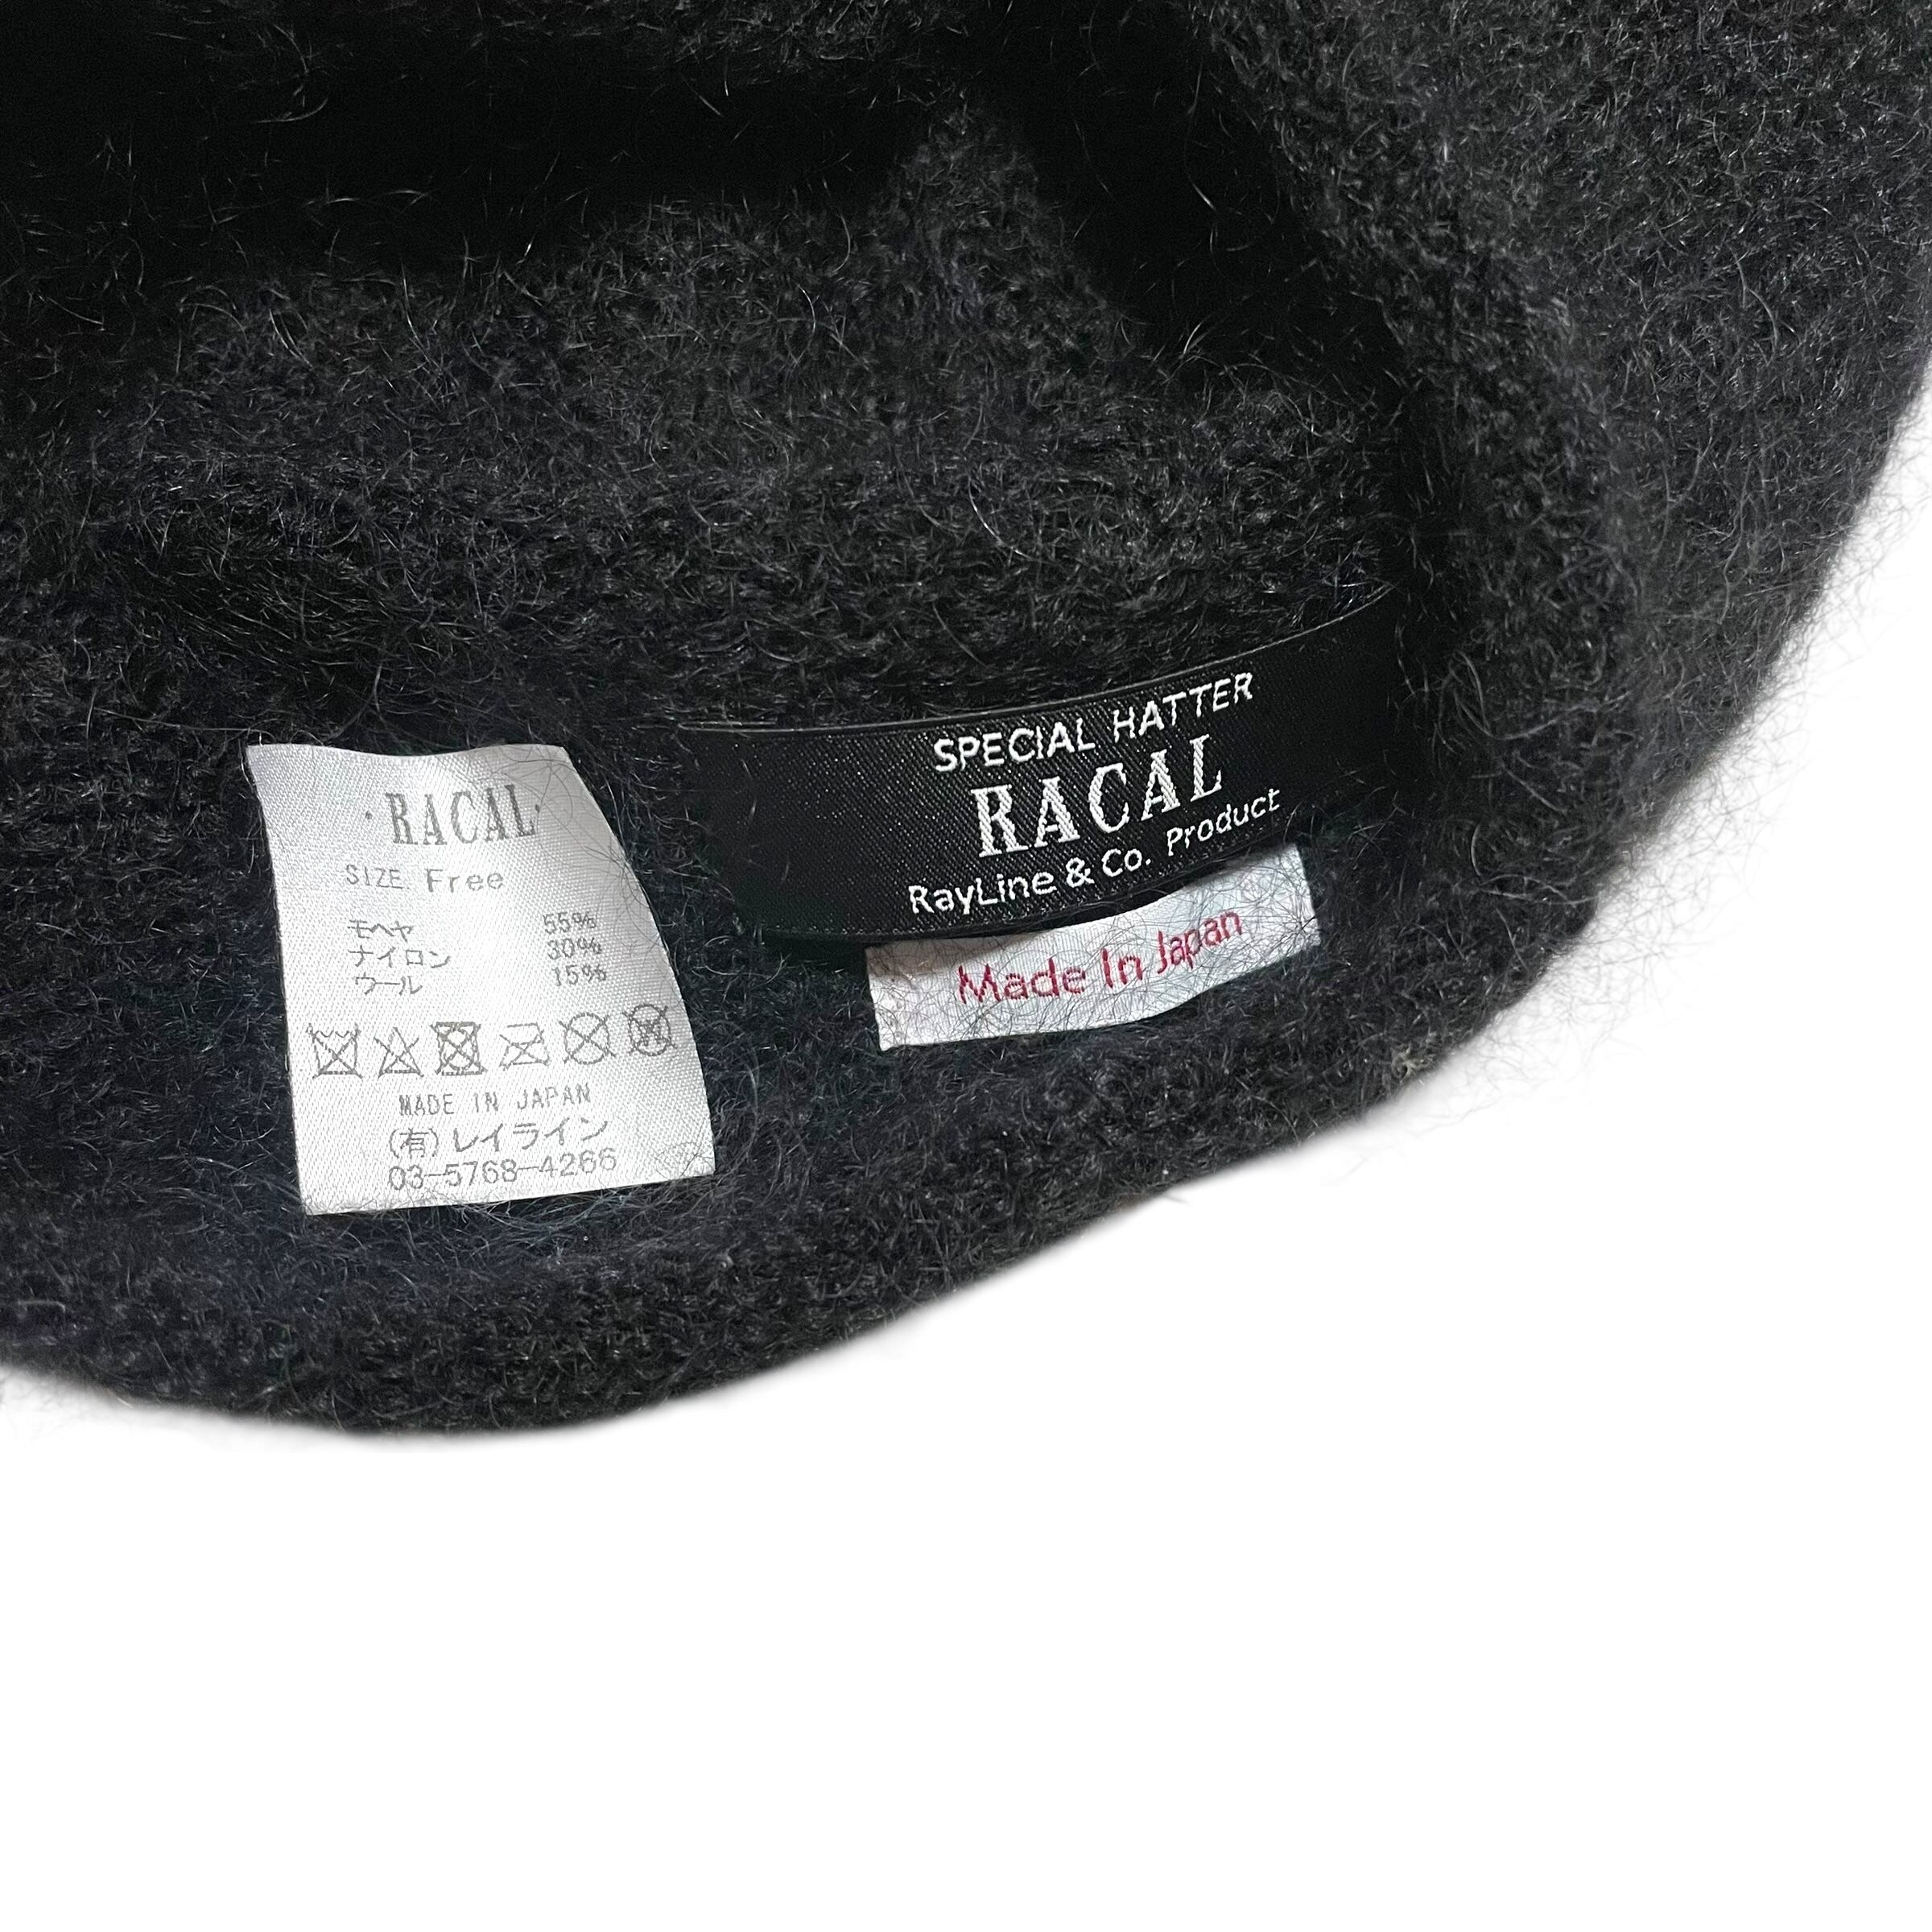 ·RACAL·
SIZE Free
モヘヤ 55%
ナイロン 30%
ウール 15%
MADE IN JAPAN
(有)レイライン
03-5768-4266
SPECIAL HATTER
RACAL
RayLine & Co. Product
Made In Japan